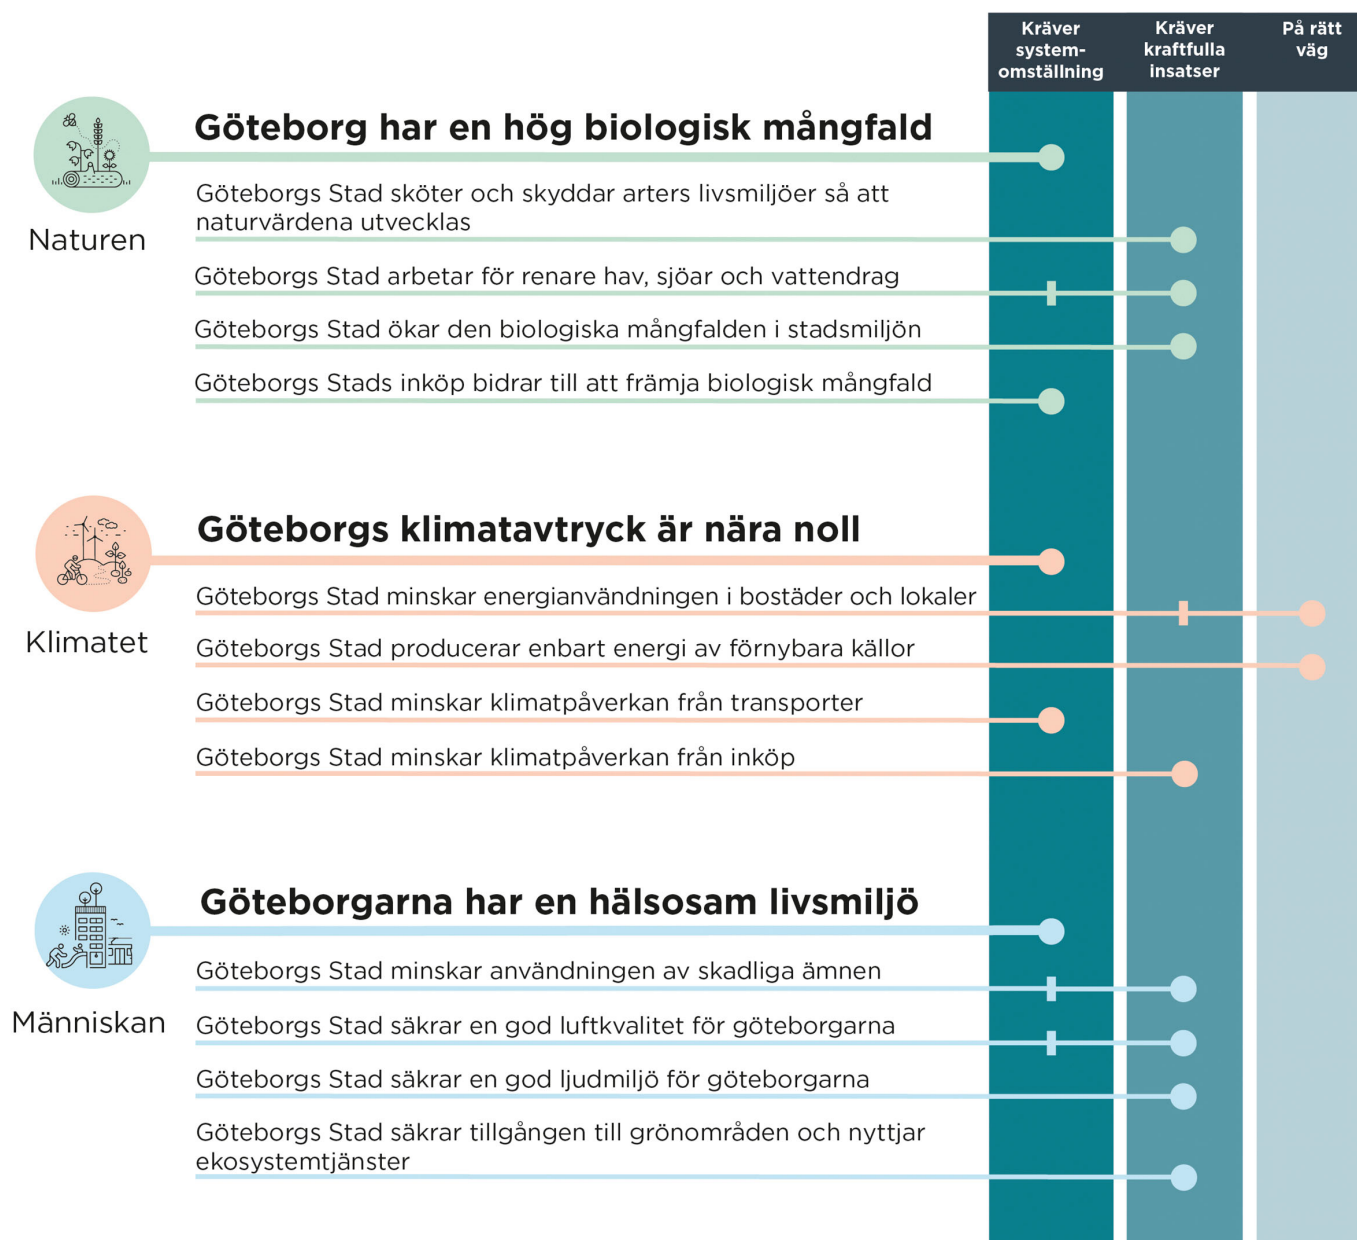 Kräver
system-
omställning
Kräver
kraftfulla
insatser
På rätt
väg
Göteborg har en hög biologisk mångfald
Naturen
Göteborgs Stad sköter och skyddar arters livsmiljöer så att
naturvärdena utvecklas
Göteborgs Stad arbetar för renare hav, sjöar och vattendrag
Göteborgs Stad ökar den biologiska mångfalden i stadsmiljön
Göteborgs Stads inköp bidrar till att främja biologisk mångfald
Göteborgs klimatavtryck är nära noll
Klimatet
Göteborgs Stad minskar energianvändningen i bostäder och lokaler
Göteborgs Stad producerar enbart energi av förnybara källor
Göteborgs Stad minskar klimatpåverkan från transporter
Göteborgs Stad minskar klimatpåverkan från inköp
Göteborgarna har en hälsosam livsmiljö
Människan
Göteborgs Stad minskar användningen av skadliga ämnen
Göteborgs Stad säkrar en god luftkvalitet för göteborgarna
Göteborgs Stad säkrar en god ljudmiljö för göteborgarna
Göteborgs Stad säkrar tillgången till grönområden och nyttjar
ekosystemtjänster